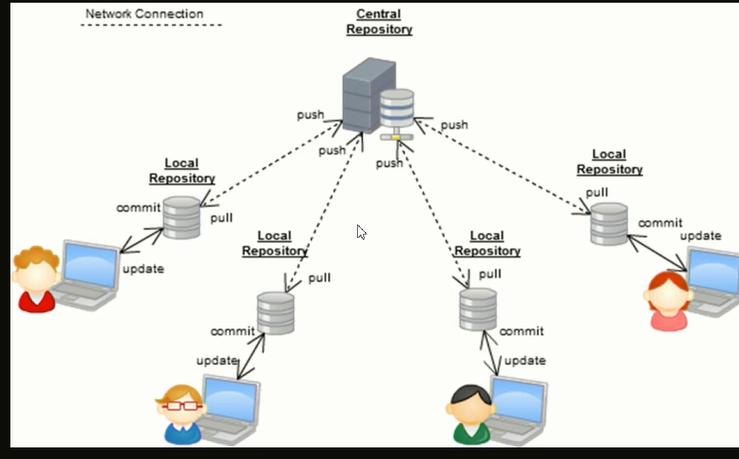 Network Connection
Central
Repository
push
push
push
push
Local
Repository
commit
pull
update
Local
Repository
pull
commit
update
Local
Repository
pull
commit
update
Local
Repository
pull
commit
update